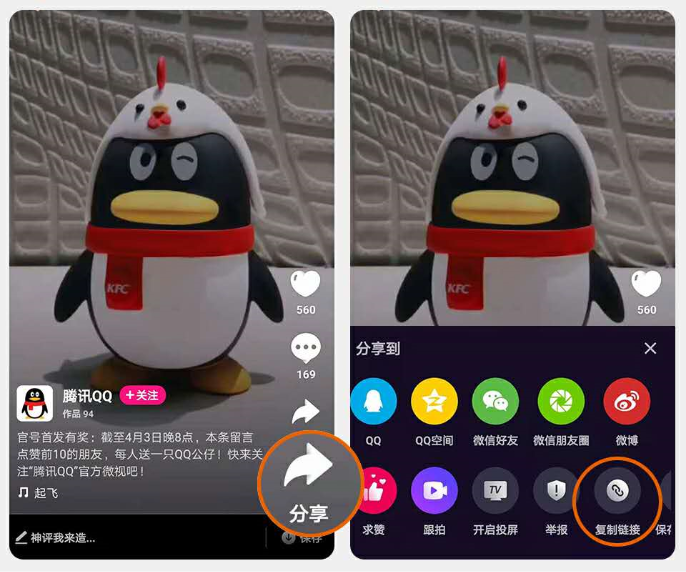 KFC
560
169
腾讯QQ
+关注
作品 94
官号首发有奖：截至4月3日晚8点，本条留言
点赞前10的朋友，每人送一只QQ公仔！快来关
注“腾讯QQ”官方微视吧！
起飞
分享
神评我来造...
保存
KFC
560
分享到
QQ
QQ空间
微信好友
微信朋友圈
微博
TV
求赞
跟拍
开启投屏
举报
复制链接